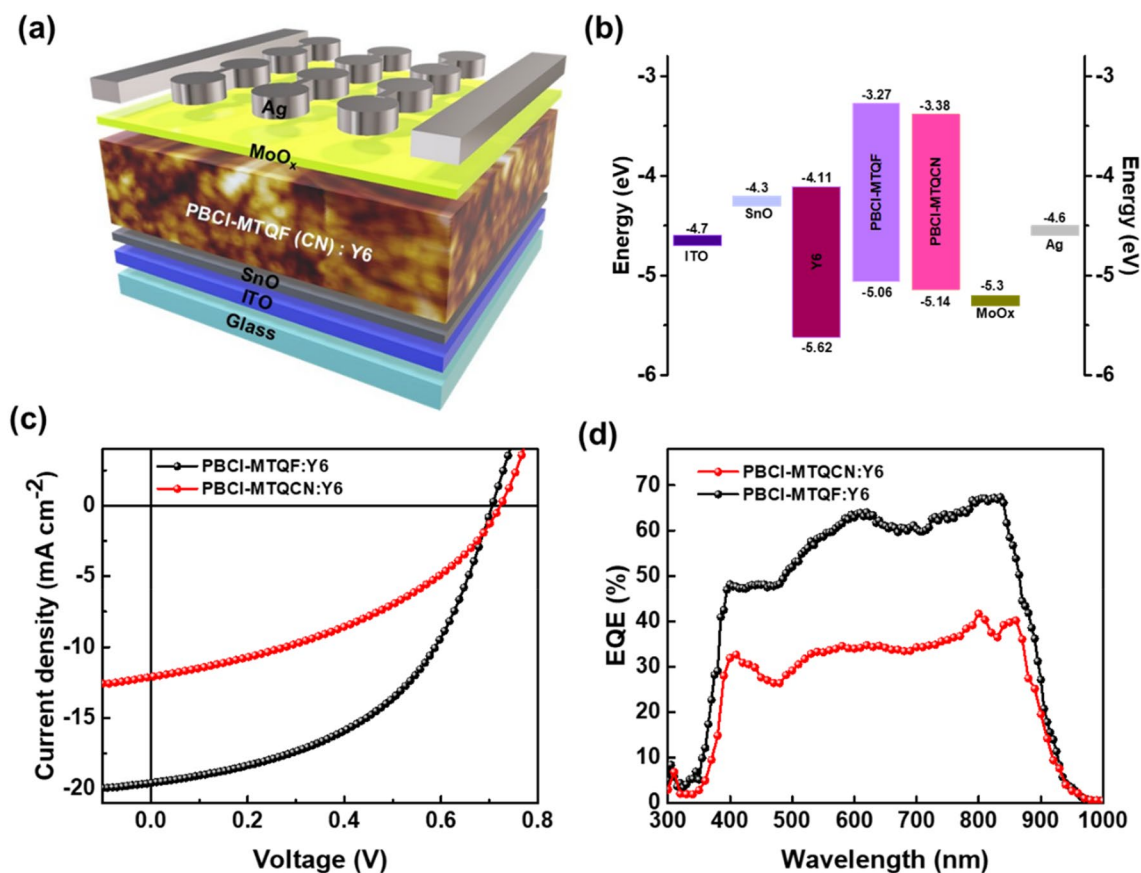 (a)
Ag
MoOx
PBCl-MTQF (CN) : Y6
SnO
ITO
Glass
(b)
Energy (eV)
-3
-4
-5
-6
-4.7
ITO
-4.3
SnO
-4.11
Y6
-5.62
-3.27
PBCl-MTQF
-5.06
-3.38
PBCl-MTQCN
-5.14
-5.3
MoOx
-4.6
Ag
-3
-4
-5
-6
Energy (eV)
(c)
PBCl-MTQF:Y6
PBCl-MTQCN:Y6
Current density (mA cm⁻²)
0
-5
-10
-15
-20
0.0 0.2 0.4 0.6 0.8
Voltage (V)
(d)
PBCl-MTQCN:Y6
PBCl-MTQF:Y6
EQE (%)
70
60
50
40
30
20
10
0
300 400 500 600 700 800 900 1000
Wavelength (nm)